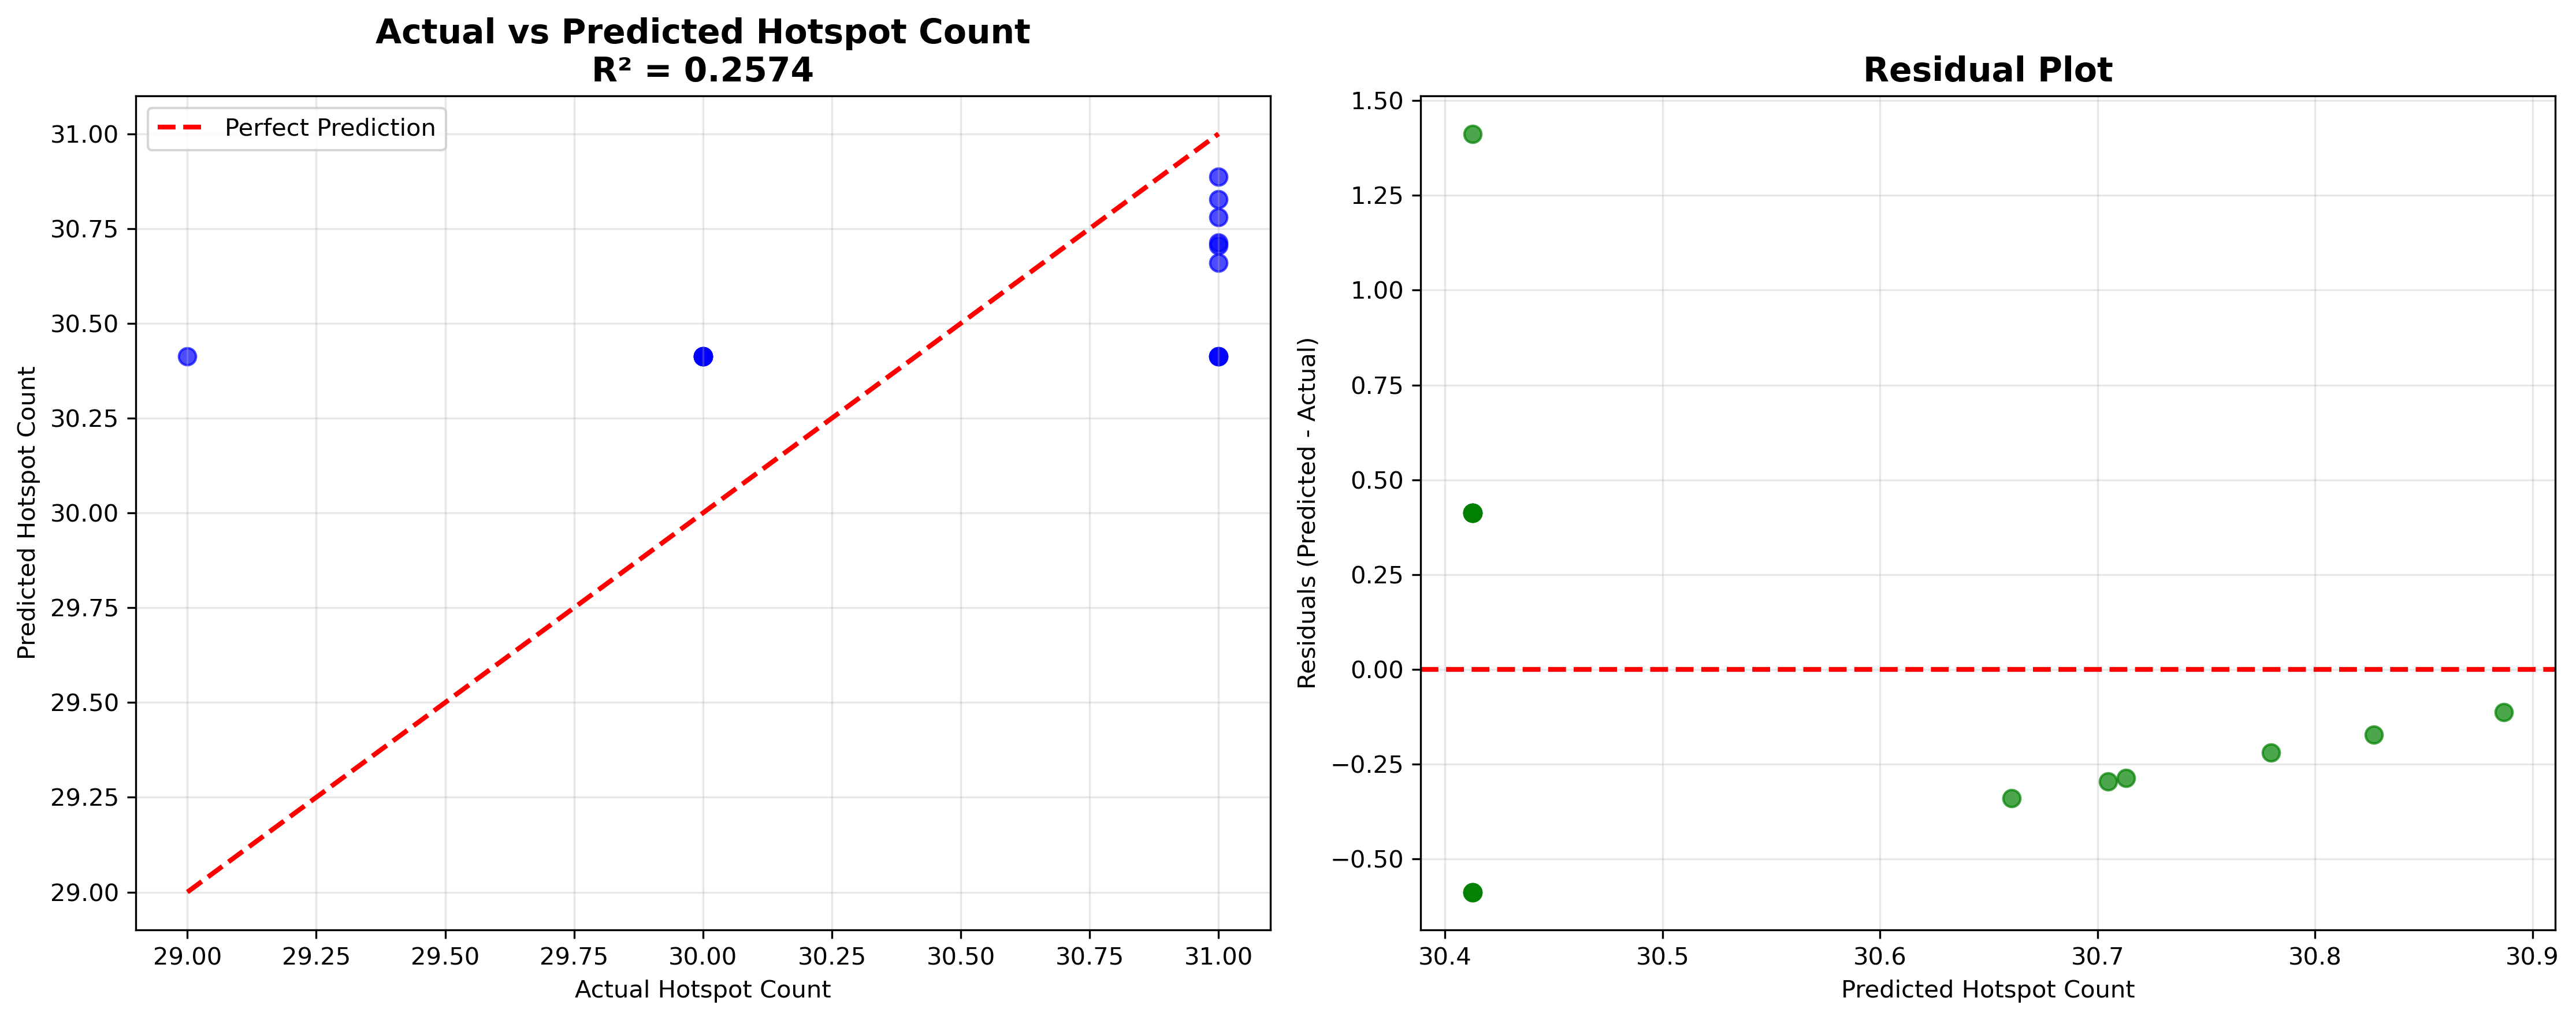 Actual vs Predicted Hotspot Count
R² = 0.2574
Perfect Prediction
31.00
30.75
30.50
30.25
30.00
29.75
29.50
29.25
29.00
Predicted Hotspot Count
29.00 29.25 29.50 29.75 30.00 30.25 30.50 30.75 31.00
Actual Hotspot Count
Residual Plot
1.50
1.25
1.00
0.75
0.50
0.25
0.00
−0.25
−0.50
Residuals (Predicted - Actual)
30.4 30.5 30.6 30.7 30.8 30.9
Predicted Hotspot Count